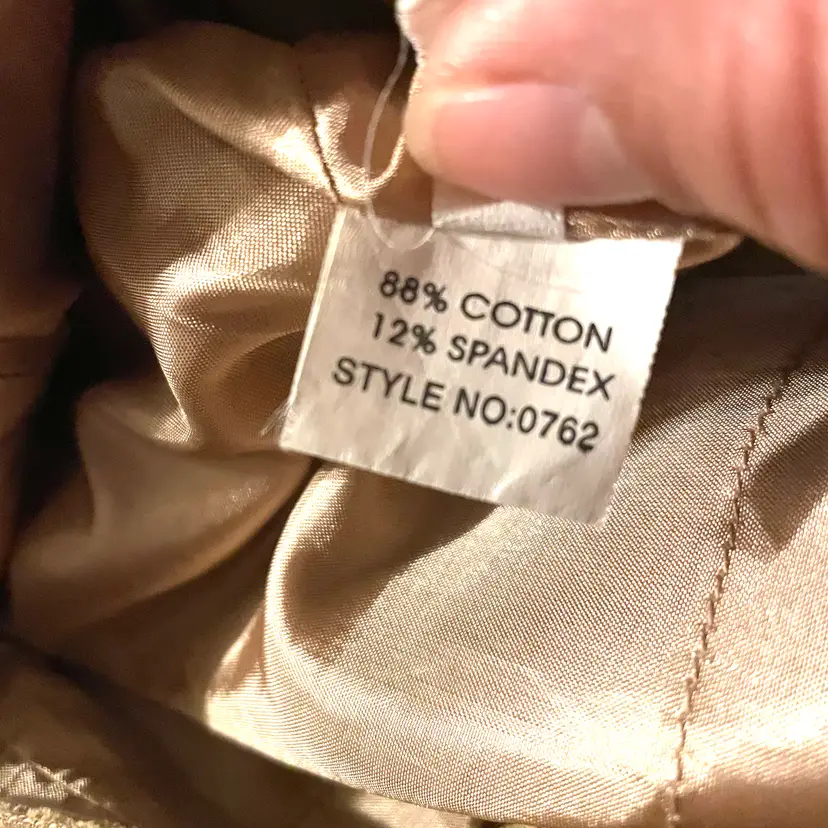 88% COTTON
12% SPANDEX
STYLE NO:0762